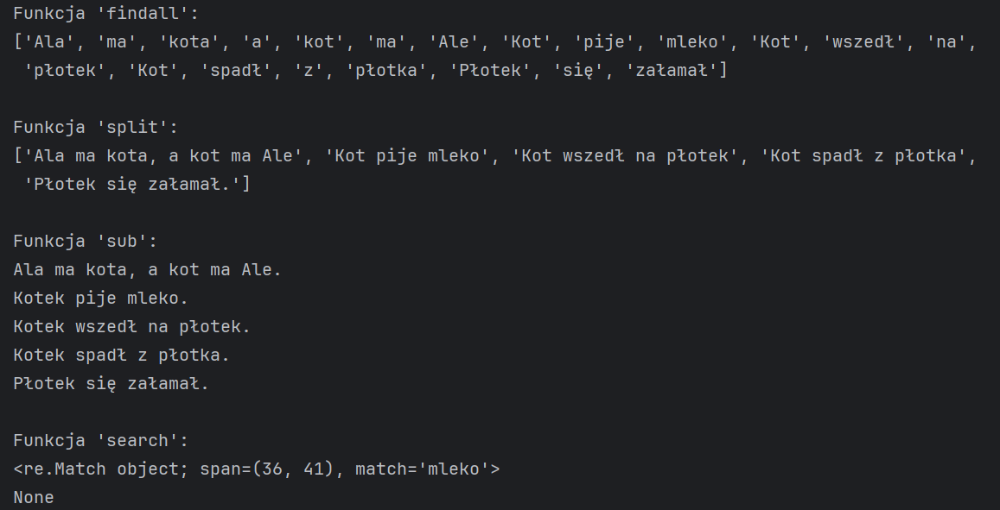 Funkcja 'findall':
['Ala', 'ma', 'kota', 'a', 'kot', 'ma', 'Ale', 'Kot', 'pije', 'mleko', 'Kot', 'wszedł', 'na',
'płotek', 'Kot', 'spadł', 'z', 'płotka', 'Płotek', 'się', 'załamał']
Funkcja 'split':
['Ala ma kota, a kot ma Ale', 'Kot pije mleko', 'Kot wszedł na płotek', 'Kot spadł z płotka',
'Płotek się załamał.']
Funkcja 'sub':
Ala ma kota, a kot ma Ale.
Kotek pije mleko.
Kotek wszedł na płotek.
Kotek spadł z płotka.
Płotek się załamał.
Funkcja 'search':
<re.Match object; span=(36, 41), match='mleko'>
None